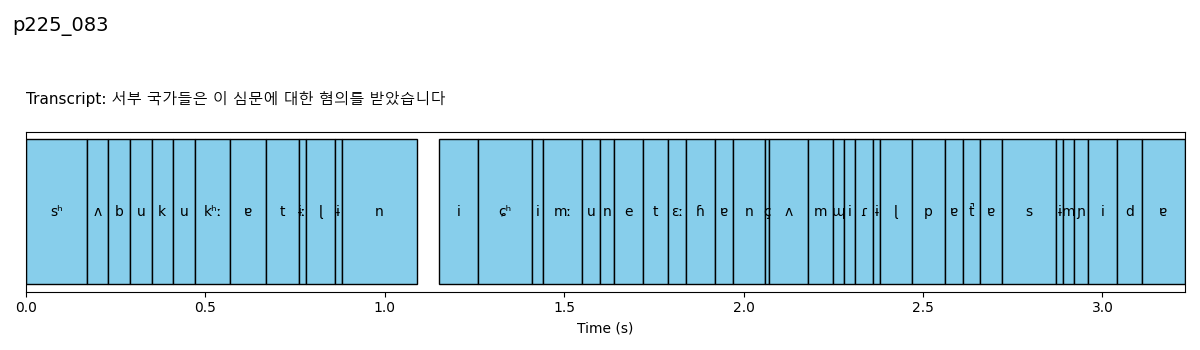 p225_083
Transcript: 서부 국가들은 이 심문에 대한 혐의를 받았습니다
sʰ ʌ b u k u kʰː ɐ t ɨː ɭ ɨ n i ɕʰ i mː u n e t ɛː ɦ ɐ n ç ʌ m ɰ i ɾ ɨ ɭ p ɐ t̚ ɐ s ɨ m ɲ i d ɐ
0.0 0.5 1.0 1.5 2.0 2.5 3.0
Time (s)